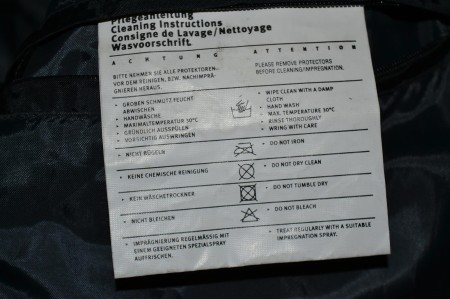 Pflegeanleitung
Cleaning Instructions
Consigne de Lavage/Nettoyage
Wasvoorschrift
ACHTUNG ATTENTION
BITTE NEHMEN SIE ALLE PROTEKTOREN
VOR DEM REINIGEN, BZW. NACHIMPRÄ-
GNIEREN HERAUS.
PLEASE REMOVE PROTECTORS
BEFORE CLEANING/IMPREGNATION.
• GROBEN SCHMUTZ FEUCHT
ABWISCHEN
• HANDWÄSCHE
• MAXIMALTEMPERATUR 30°C
• GRÜNDLICH AUSSPÜLEN
• VORSICHTIG AUSWRINGEN
• WIPE CLEAN WITH A DAMP
CLOTH
• HAND WASH
• MAX. TEMPERATURE 30°C
• RINSE THOROUGHLY
• WRING WITH CARE
• NICHT BÜGELN • DO NOT IRON
• KEINE CHEMISCHE REINIGUNG • DO NOT DRY CLEAN
• KEIN WÄSCHETROCKNER • DO NOT TUMBLE DRY
• NICHT BLEICHEN • DO NOT BLEACH
• IMPRÄGNIERUNG REGELMÄSSIG MIT
EINEM GEEIGNETEN SPEZIALSPRAY
AUFFRISCHEN.
• TREAT REGULARLY WITH A SUITABLE
IMPREGNATION SPRAY.